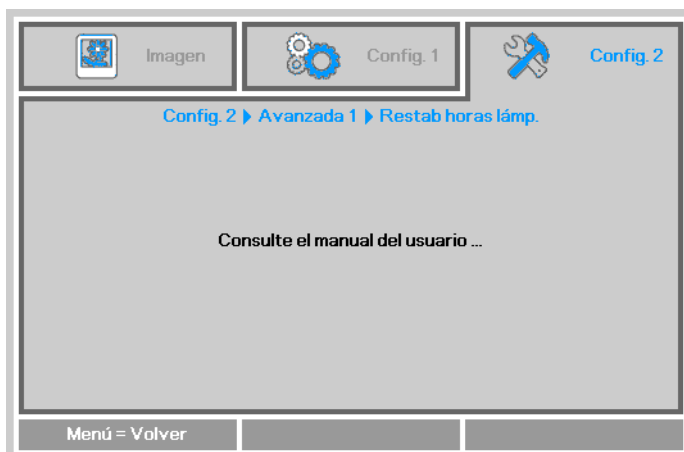 Imagen
Config. 1
Config. 2
Config. 2 ▶ Avanzada 1 ▶ Restab horas lámp.
Consulte el manual del usuario ...
Menú = Volver